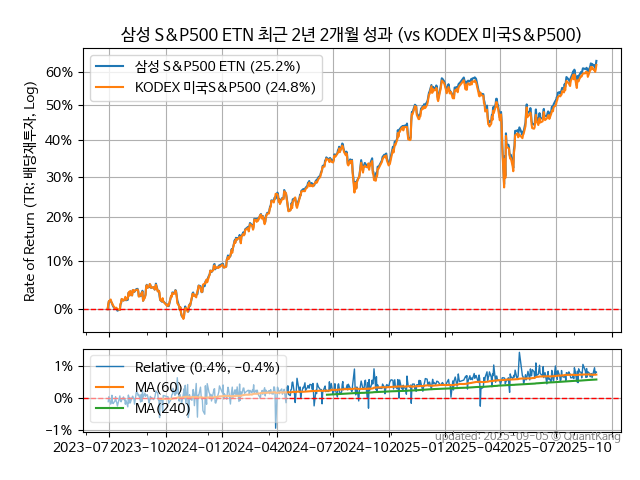 삼성 S&P500 ETN 최근 2년 2개월 성과 (vs KODEX 미국S&P500)
삼성 S&P500 ETN (25.2%)
KODEX 미국S&P500 (24.8%)
Rate of Return (TR: 배당재투자, Log)
60%
50%
40%
30%
20%
10%
0%
Relative (0.4%, −0.4%)
MA(60)
MA(240)
1%
0%
−1%
updated: 2025-09-05 © QuantKang
2023-07 2023-10 2024-01 2024-04 2024-07 2024-10 2025-01 2025-04 2025-07 2025-10